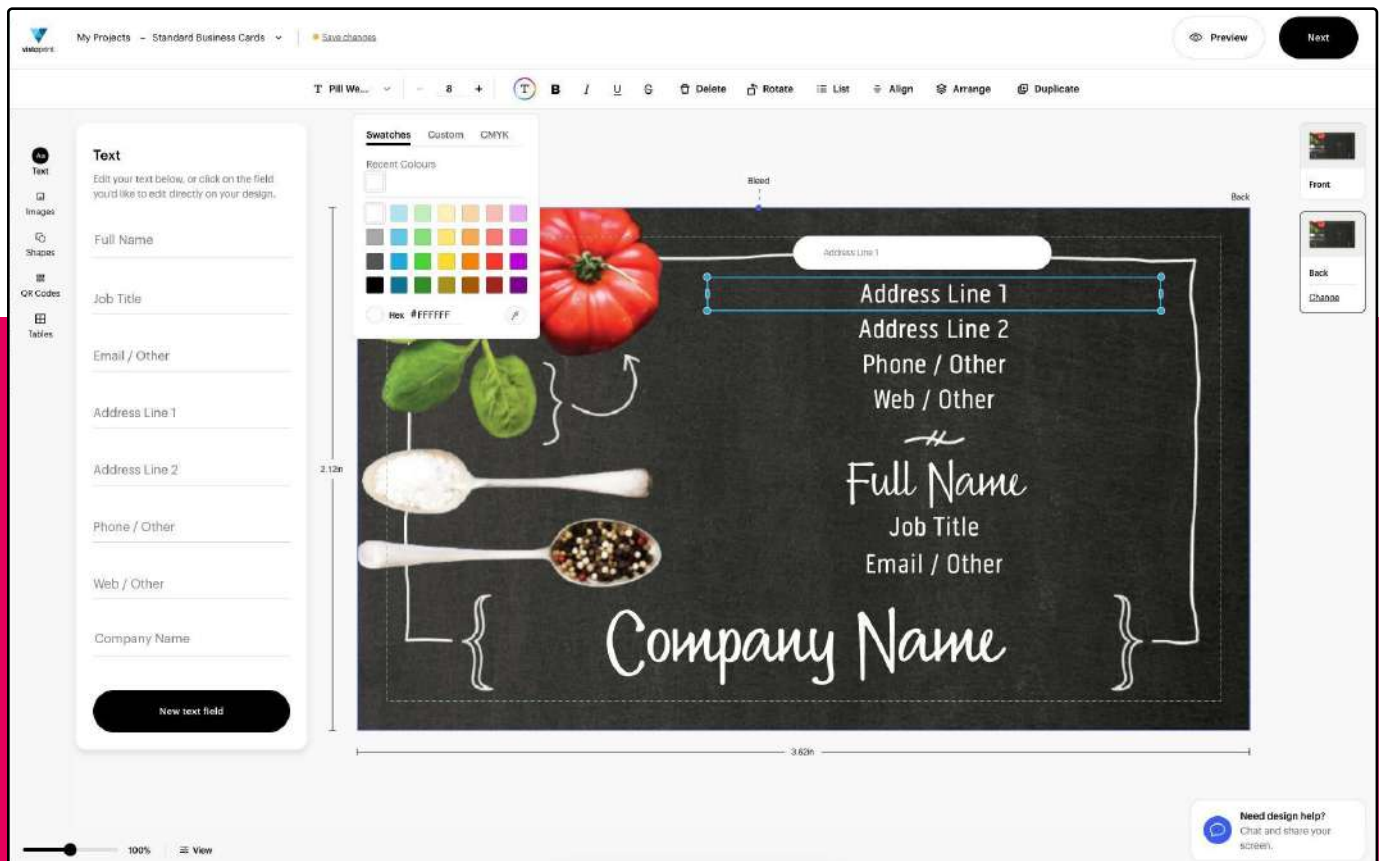 vistaprint.
My Projects – Standard Business Cards
Save changes
Preview
Next
T Pill We...
– 8 +
T B I U S
Delete
Rotate
List
Align
Arrange
Duplicate
Aa
Text
Images
Shapes
QR Codes
Tables
Text
Edit your text below, or click on the field
you'd like to edit directly on your design.
Full Name
Job Title
Email / Other
Address Line 1
Address Line 2
Phone / Other
Web / Other
Company Name
New text field
Swatches Custom CMYK
Recent Colours
Hex #FFFFFF
Bleed
Back
Address Line 1
Address Line 1
Address Line 2
Phone / Other
Web / Other
Full Name
Job Title
Email / Other
{ Company Name }
2.12in
3.62in
Front
Back
Change
Need design help?
Chat and share your
screen.
100%
View